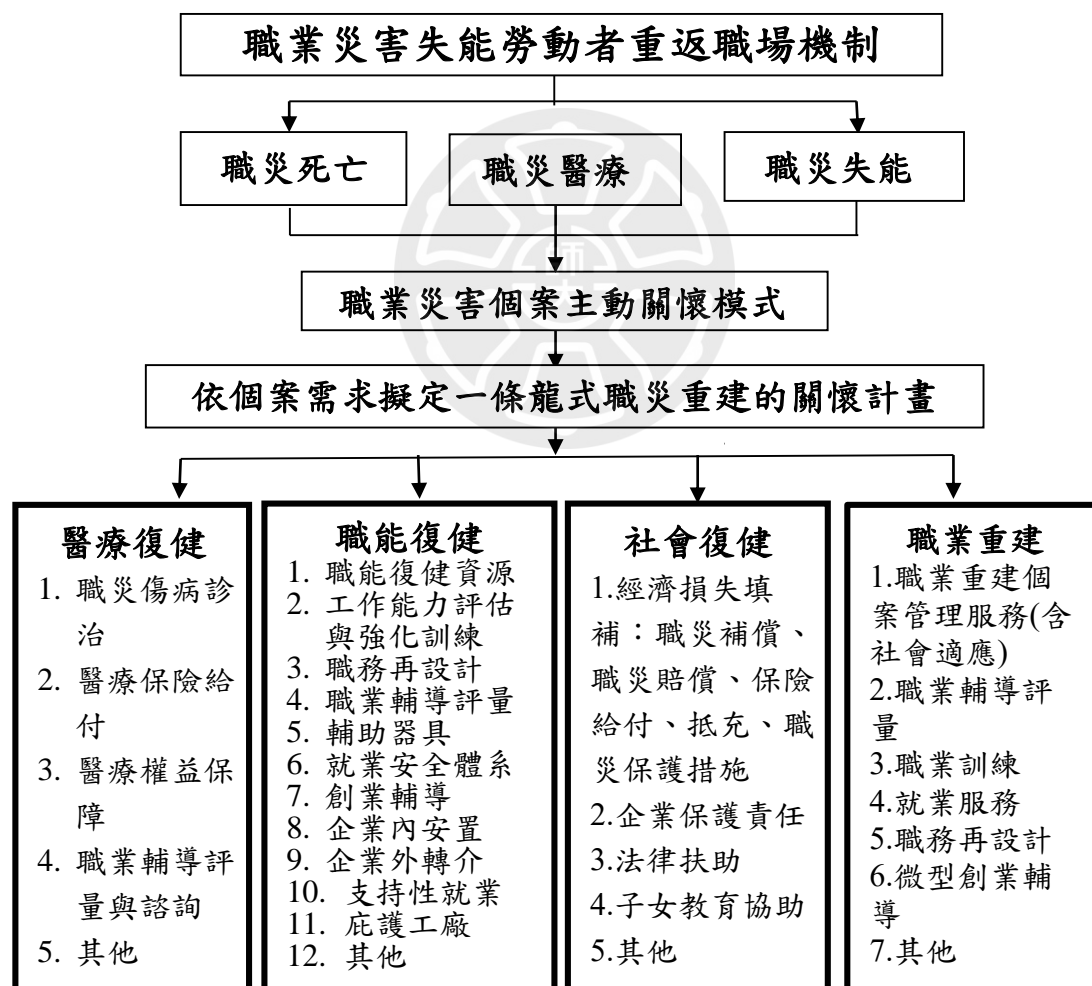 職業災害失能勞動者重返職場機制
職災死亡
職災醫療
職災失能
職業災害個案主動關懷模式
依個案需求擬定一條龍式職災重建的關懷計畫
醫療復健
1. 職災傷病診
治
2. 醫療保險給
付
3. 醫療權益保
障
4. 職業輔導評
量與諮詢
5. 其他
職能復健
1. 職能復健資源
2. 工作能力評估
與強化訓練
3. 職務再設計
4. 職業輔導評量
5. 輔助器具
6. 就業安全體系
7. 創業輔導
8. 企業內安置
9. 企業外轉介
10. 支持性就業
11. 庇護工廠
12. 其他
社會復健
1.經濟損失填
補：職災補償、
職災賠償、保險
給付、抵充、職
災保護措施
2.企業保護責任
3.法律扶助
4.子女教育協助
5.其他
職業重建
1.職業重建個
案管理服務(含
社會適應)
2.職業輔導評
量
3.職業訓練
4.就業服務
5.職務再設計
6.微型創業輔
導
7.其他